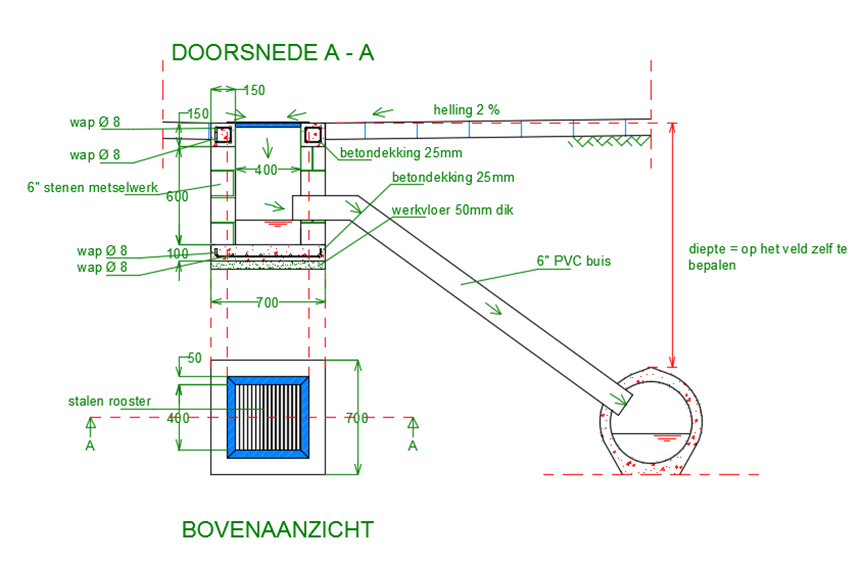 DOORSNEDE A - A
150
150
helling 2 %
wap Ø 8
wap Ø 8
betondekking 25mm
400
betondekking 25mm
6" stenen metselwerk
600
werkvloer 50mm dik
wap Ø 8
100
wap Ø 8
6" PVC buis
diepte = op het veld zelf te
bepalen
700
50
stalen rooster
400
700
A
A
BOVENAANZICHT